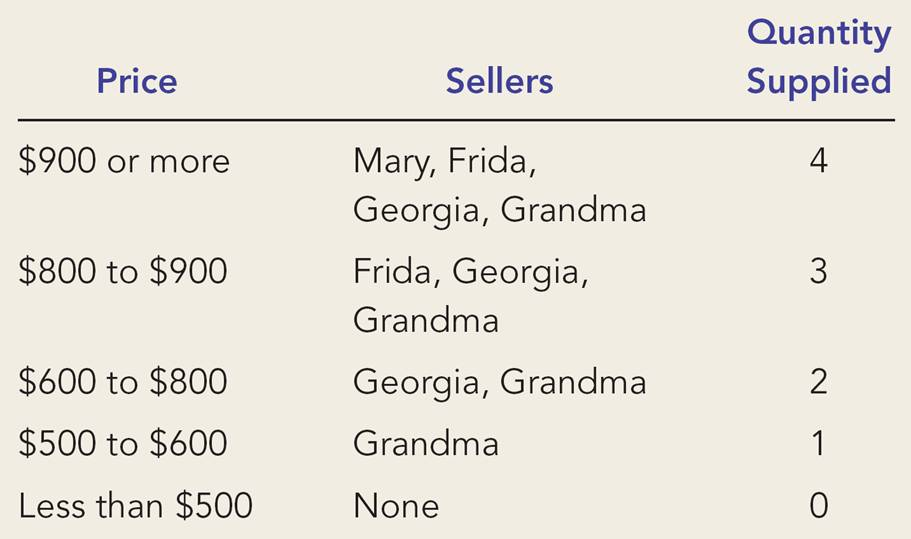 Quantity
Price Sellers Supplied
$900 or more Mary, Frida, 4
Georgia, Grandma
$800 to $900 Frida, Georgia, 3
Grandma
$600 to $800 Georgia, Grandma 2
$500 to $600 Grandma 1
Less than $500 None 0